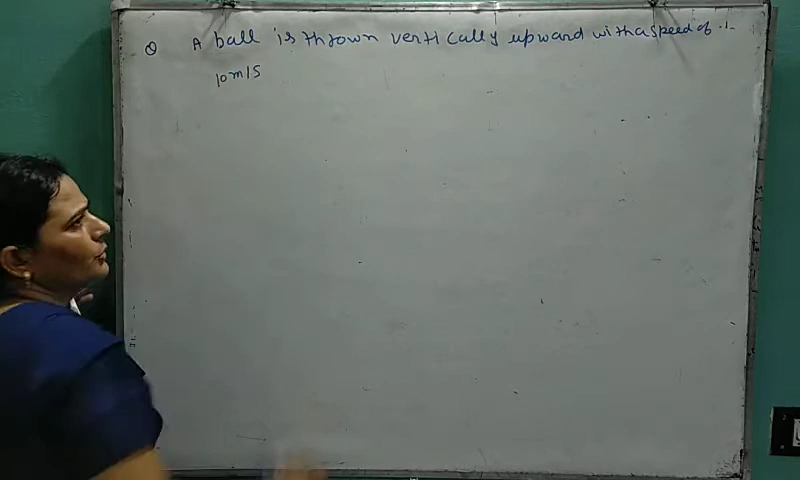 Q A ball is thrown vertically upward with a speed of
10m/s